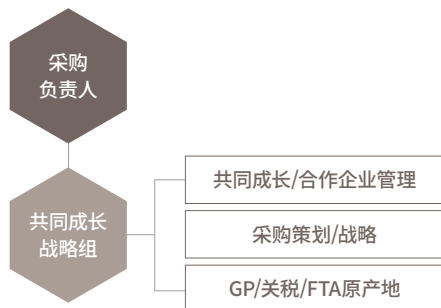 采购
负责人
共同成长
战略组
共同成长/合作企业管理
采购策划/战略
GP/关税/FTA原产地